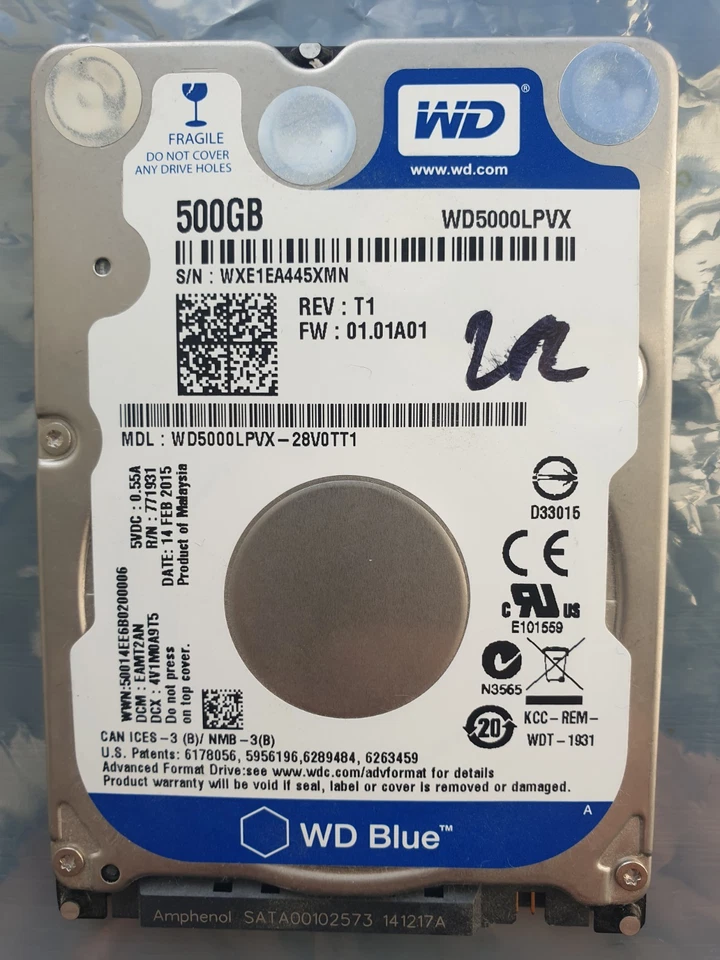 FRAGILE
DO NOT COVER
ANY DRIVE HOLES
WD®
www.wd.com
500GB
WD5000LPVX
S/N : WXE1EA445XMN
REV : T1
FW : 01.01A01
MDL : WD5000LPVX-28V0TT1
5VDC : 0.55A
R/N : 771931
DATE: 14 FEB 2015
Product of Malaysia
WWN:50014EE6B0200006
DCM : EAMT2AN
DCX : 4V1M0A9T5
Do not press
on top cover.
D33015
CE
c RU us
E101559
N3565
20
KCC-REM-
WDT-1931
CAN ICES-3 (B)/ NMB-3(B)
U.S. Patents: 6178056, 5956196,6289484, 6263459
Advanced Format Drive:see www.wdc.com/advformat for details
Product warranty will be void if seal, label or cover is removed or damaged.
A
WD Blue™
Amphenol SATA00102573 141217A